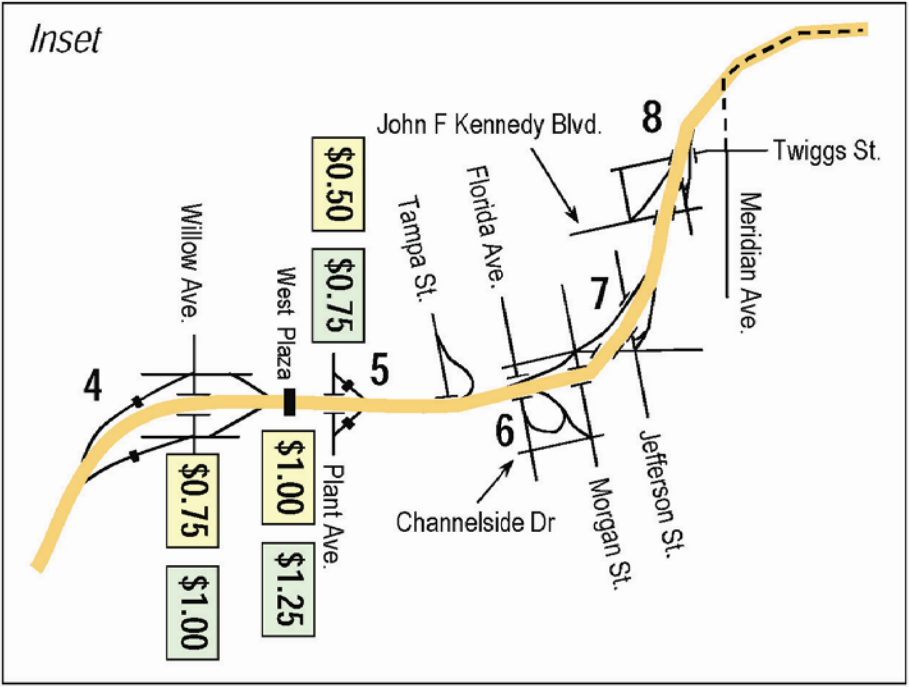 Inset
John F Kennedy Blvd.
8
Twiggs St.
$0.50
$0.75
Florida Ave.
Tampa St.
Willow Ave.
West Plaza
Meridian Ave.
7
4
5
6
$0.75
$1.00
$1.00
$1.25
Plant Ave.
Channelside Dr
Morgan St.
Jefferson St.